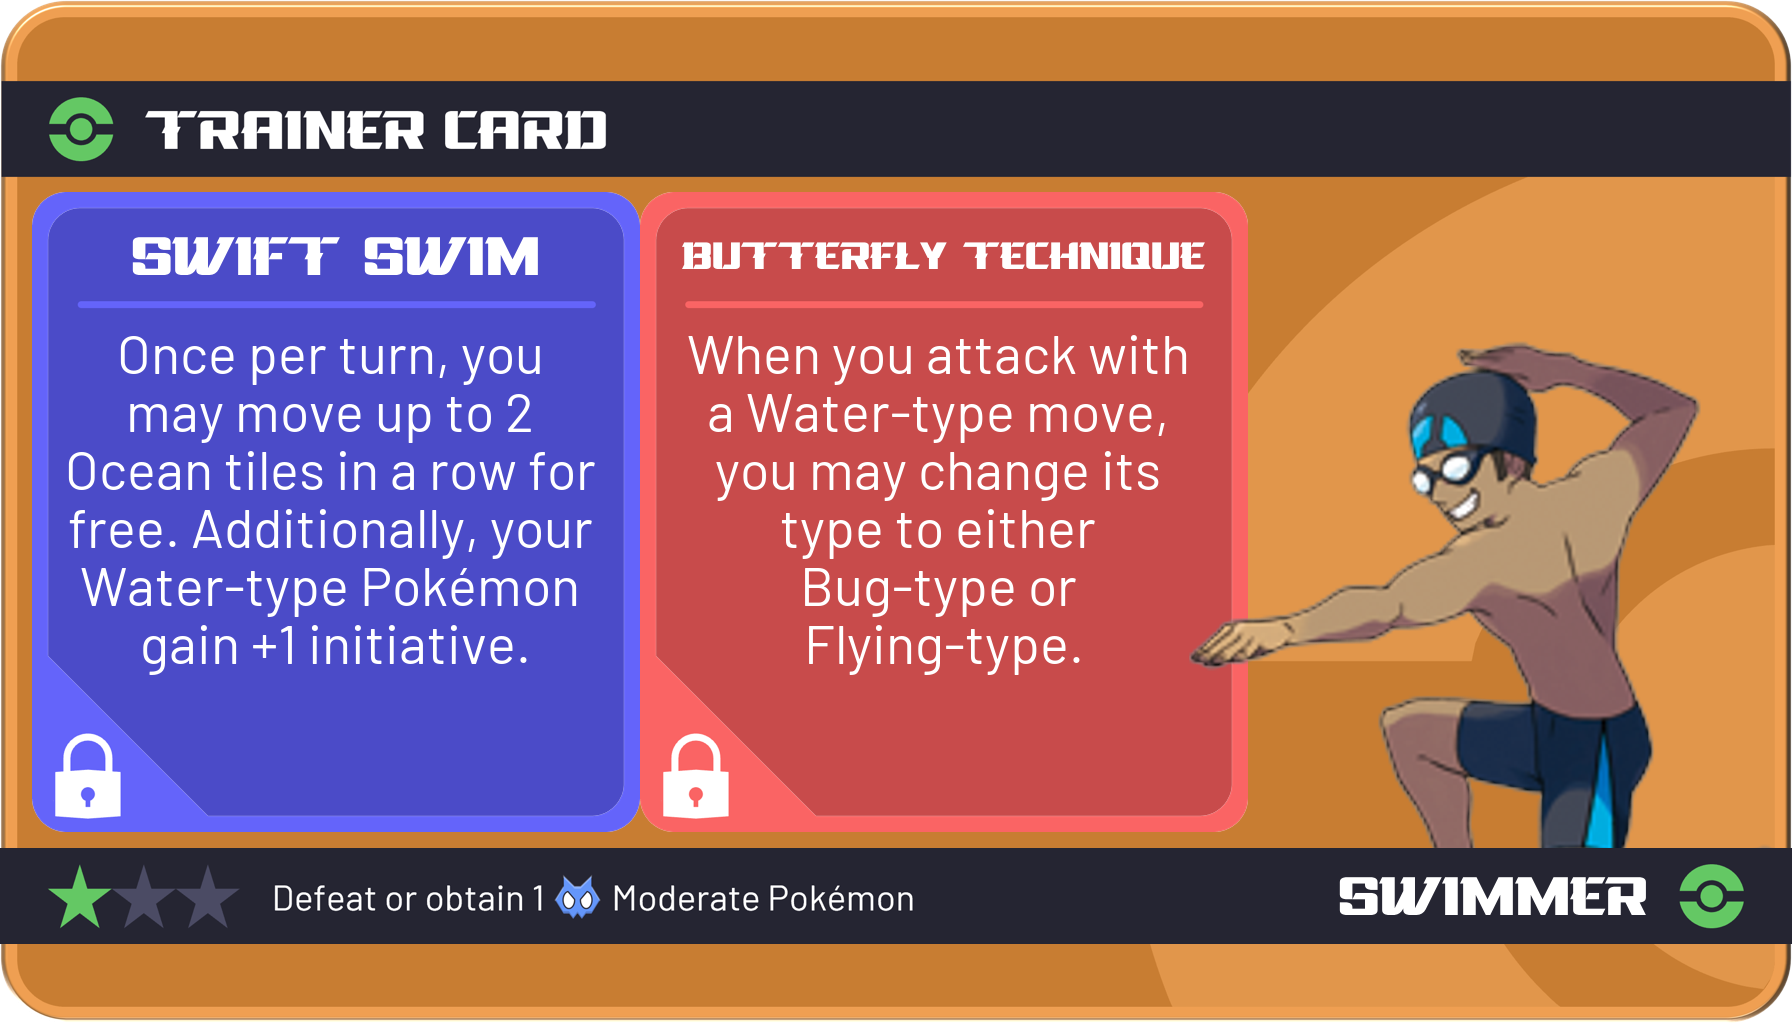 TRAINER CARD
SWIFT SWIM
Once per turn, you
may move up to 2
Ocean tiles in a row for
free. Additionally, your
Water-type Pokémon
gain +1 initiative.
BUTTERFLY TECHNIQUE
When you attack with
a Water-type move,
you may change its
type to either
Bug-type or
Flying-type.
Defeat or obtain 1 Moderate Pokémon
SWIMMER